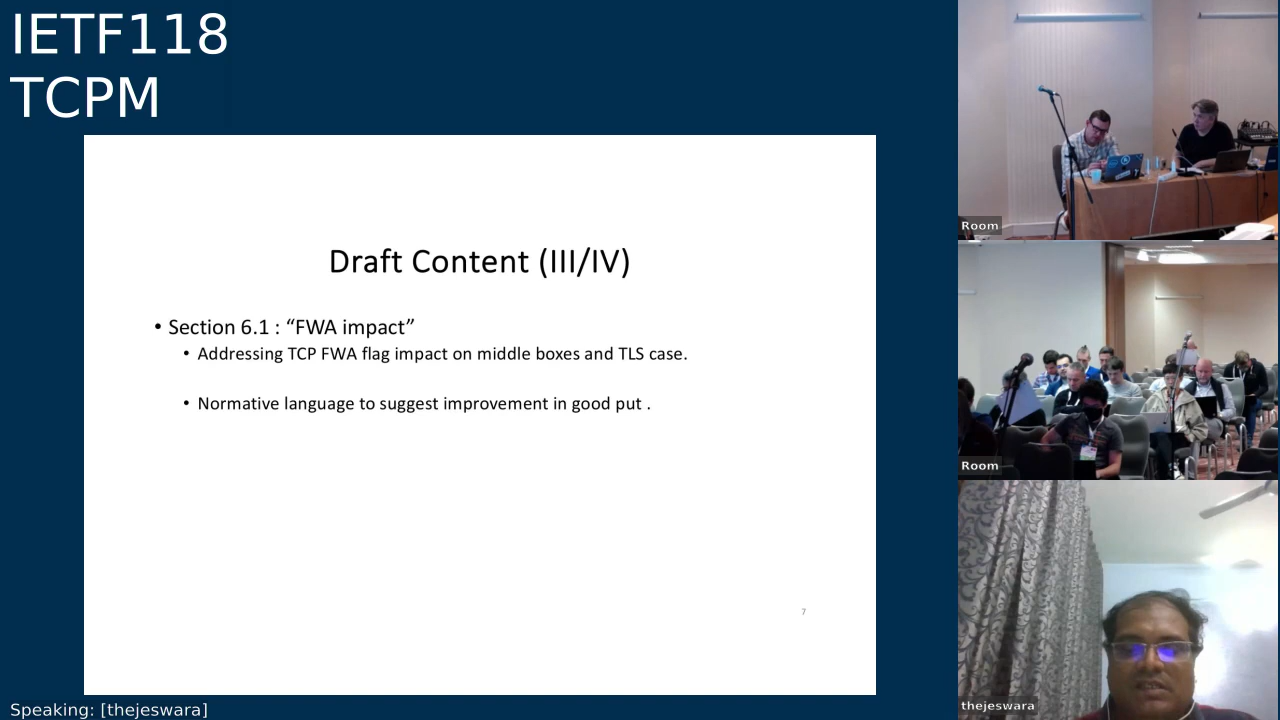 IETF118
TCPM
Draft Content (III/IV)
• Section 6.1 : “FWA impact”
• Addressing TCP FWA flag impact on middle boxes and TLS case.
• Normative language to suggest improvement in good put .
7
Speaking: [thejeswara]
Room
Room
thejeswara